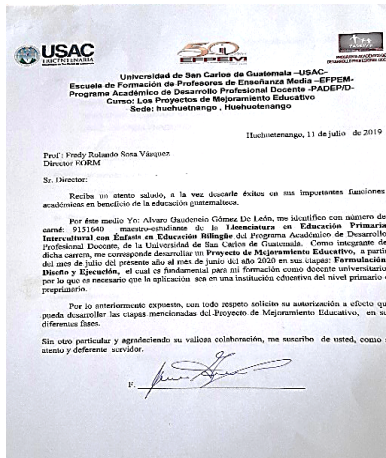 USAC
TRICENTENARIA
50
EFPEM
Universidad de San Carlos de Guatemala –USAC-
Escuela de Formación de Profesores de Enseñanza Media –EFPEM-
Programa Académico de Desarrollo Profesional Docente -PADEP/D-
Curso: Los Proyectos de Mejoramiento Educativo
Sede: huehuetnango , Huehuotenango
Huehuetenango, 11 de julio de 2019
Prof: Fredy Rolando Sosa Vásquez
Director EORM
Sr. Director:
Reciba un atento saludo, a la vez desearle éxitos en sus importantes funciones
académicas en beneficio de la educación guatemalteca.
Por éste medio Yo: Alvaro Gaudencio Gómez De León, me identifico con número de
carné: 9151640 maestro-estudiante de la Licenciatura en Educación Primaria
Intercultural con Énfasis en Educación Bilingüe del Programa Académico de Desarrollo
Profesional Docente, de la Universidad de San Carlos de Guatemala. Como integrante de
dicha carrera, me corresponde desarrollar un Proyecto de Mejoramiento Educativo, a parti
del mes de julio del presente año al mes de junio del año 2020 en sus etapas: Formulación
Diseño y Ejecución, el cual es fundamental para mi formación como docente universitario
por lo que es necesario que la aplicación sea en una institución educativa del nivel primario
preprimario.
Por lo anteriormente expuesto, con todo respeto solicito su autorización a efecto que
pueda desarrollar las etapas mencionadas del Proyecto de Mejoramiento Educativo, en su
diferentes fases.
Sin otro particular y agradeciendo su valiosa colaboración, me suscribo de usted, como
atento y deferente servidor.
F.